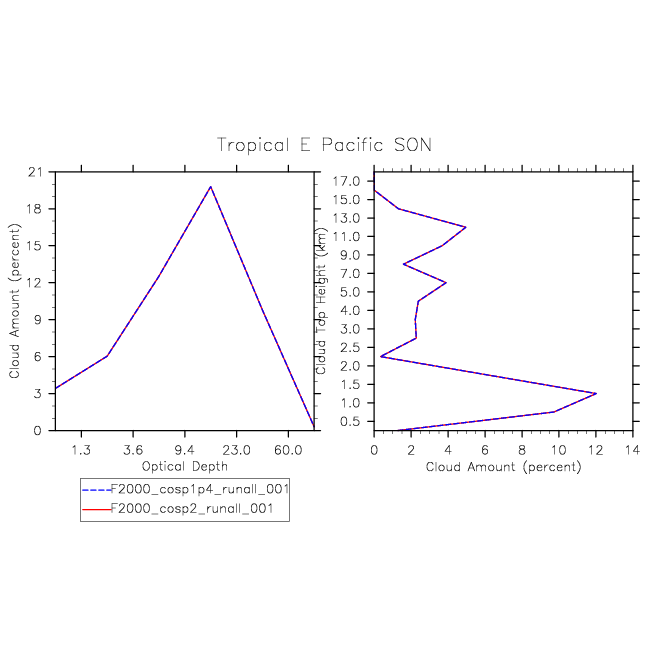 Tropical E Pacific SON
Cloud Amount (percent)
21
18
15
12
9
6
3
0
1.3 3.6 9.4 23.0 60.0
Optical Depth
Cloud Top Height (km)
17.0
15.0
13.0
11.0
9.0
7.0
5.0
4.0
3.0
2.5
2.0
1.5
1.0
0.5
0 2 4 6 8 10 12 14
Cloud Amount (percent)
F2000_cosp1p4_runall_001
F2000_cosp2_runall_001